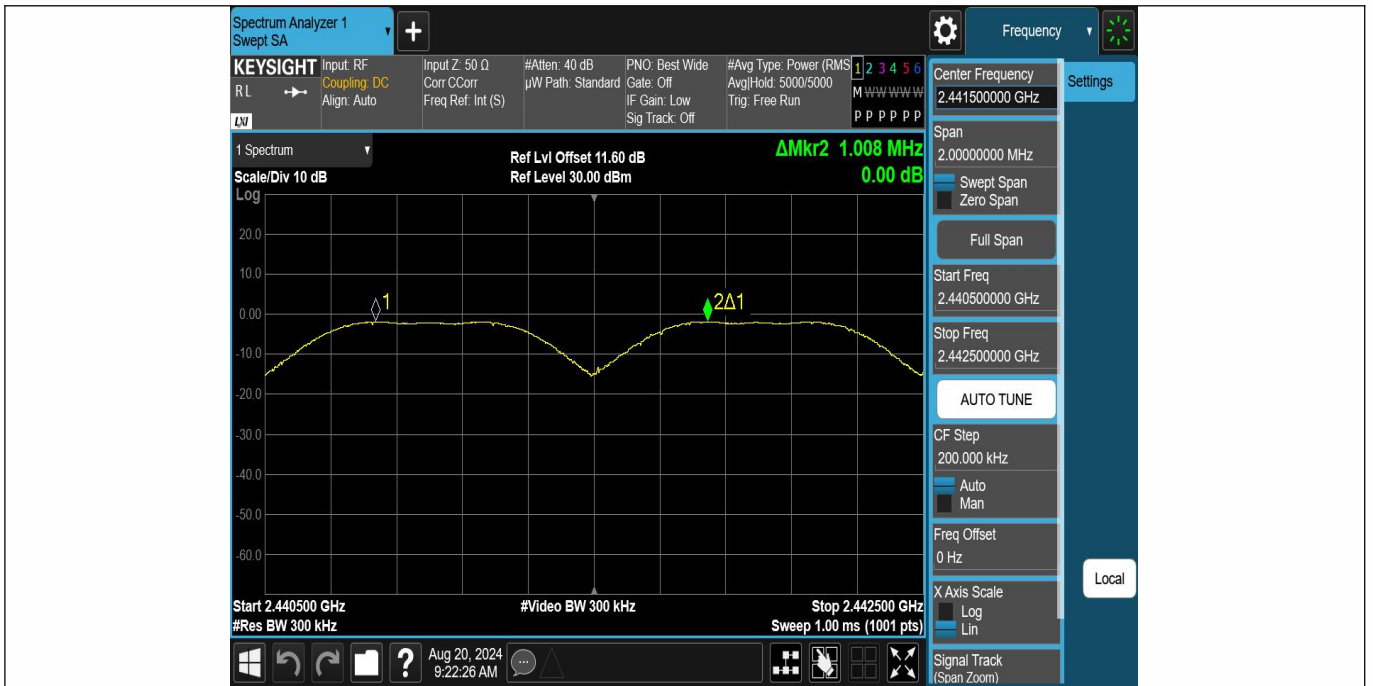 Spectrum Analyzer 1
Swept SA
+
Frequency
KEYSIGHT
RL
LXI
Input: RF
Coupling: DC
Align: Auto
Input Z: 50 Ω
Corr CCorr
Freq Ref: Int (S)
#Atten: 40 dB
µW Path: Standard
PNO: Best Wide
Gate: Off
IF Gain: Low
Sig Track: Off
#Avg Type: Power (RMS
Avg|Hold: 5000/5000
Trig: Free Run
1 2 3 4 5 6
M W W W W W
P P P P P P
1 Spectrum
Scale/Div 10 dB
Log
Ref Lvl Offset 11.60 dB
Ref Level 30.00 dBm
ΔMkr2 1.008 MHz
0.00 dB
20.0
10.0
0.00
-10.0
-20.0
-30.0
-40.0
-50.0
-60.0
1
2Δ1
Start 2.440500 GHz
#Res BW 300 kHz
#Video BW 300 kHz
Stop 2.442500 GHz
Sweep 1.00 ms (1001 pts)
Aug 20, 2024
9:22:26 AM
?
Center Frequency
2.441500000 GHz
Settings
Span
2.00000000 MHz
Swept Span
Zero Span
Full Span
Start Freq
2.440500000 GHz
Stop Freq
2.442500000 GHz
AUTO TUNE
CF Step
200.000 kHz
Auto
Man
Freq Offset
0 Hz
X Axis Scale
Log
Lin
Local
Signal Track
(Span Zoom)